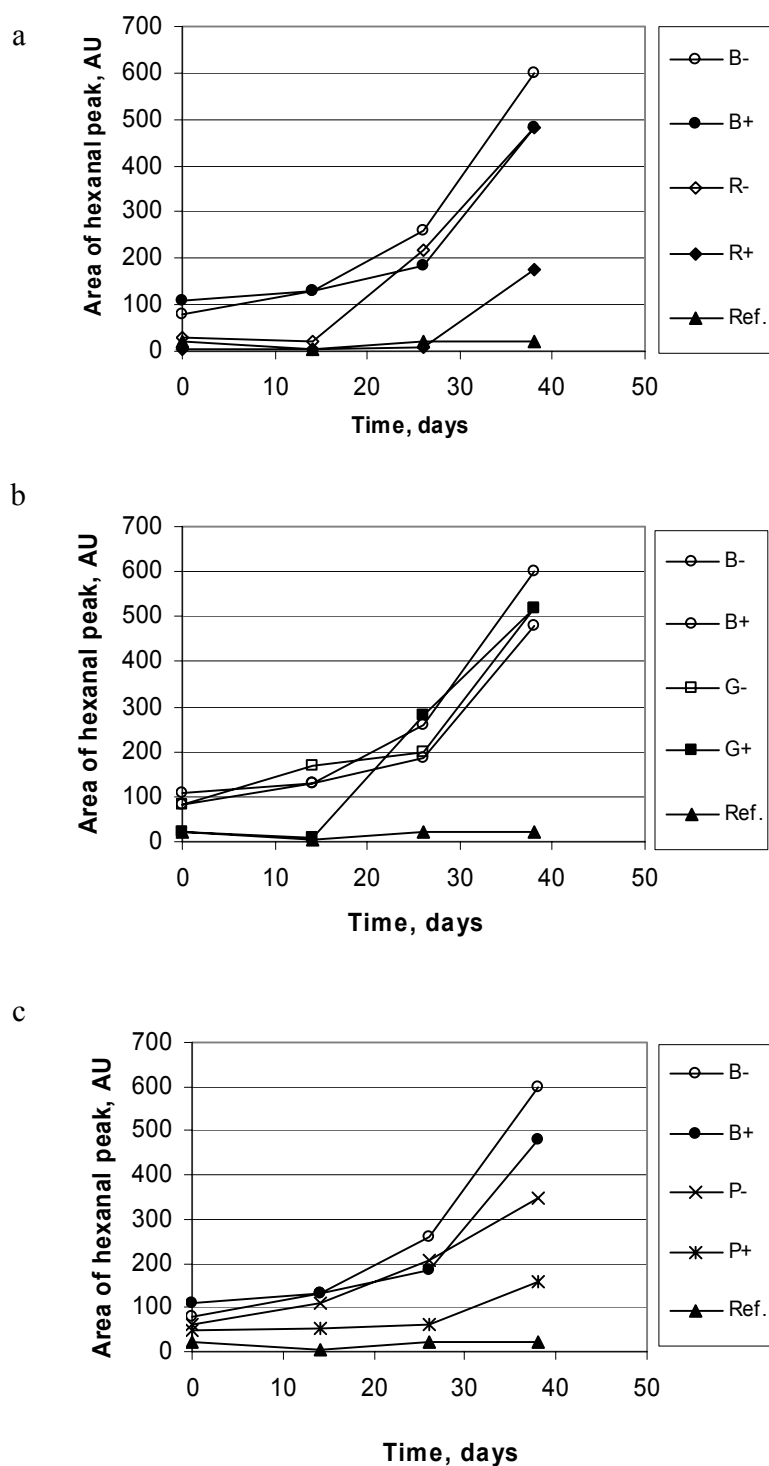 a
Area of hexanal peak, AU
700
600
500
400
300
200
100
0
0 10 20 30 40 50
Time, days
B-
B+
R-
R+
Ref.
b
Area of hexanal peak, AU
700
600
500
400
300
200
100
0
0 10 20 30 40 50
Time, days
B-
B+
G-
G+
Ref.
c
Area of hexanal peak, AU
700
600
500
400
300
200
100
0
0 10 20 30 40 50
Time, days
B-
B+
P-
P+
Ref.